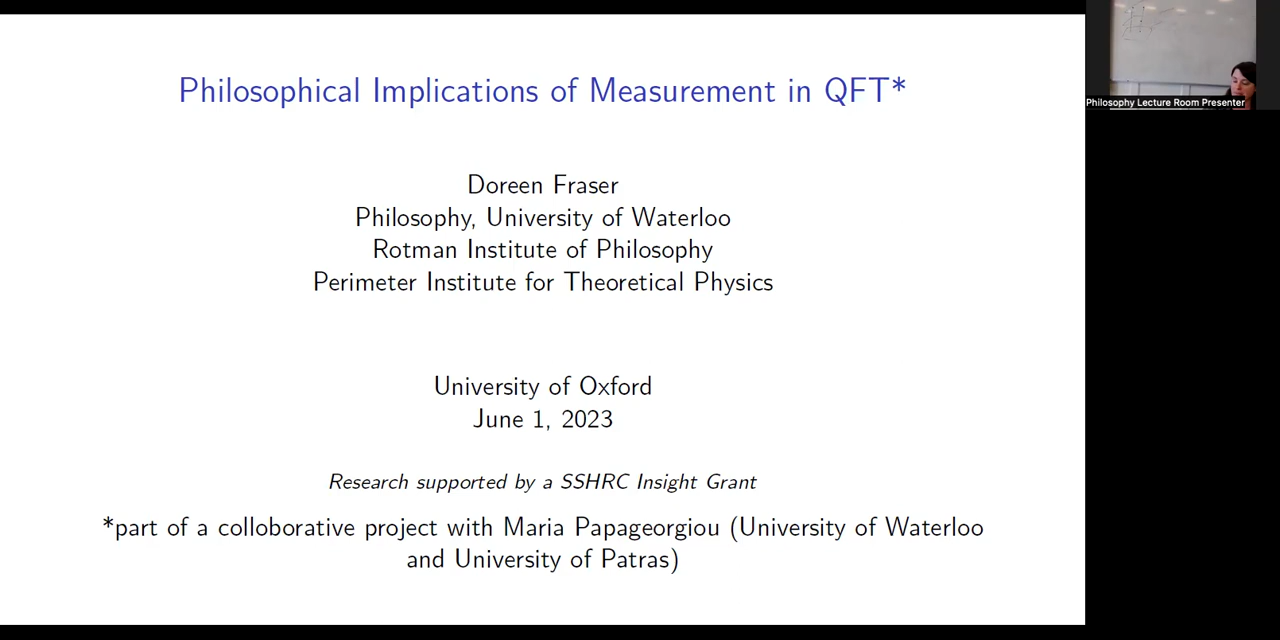 Philosophical Implications of Measurement in QFT*
Doreen Fraser
Philosophy, University of Waterloo
Rotman Institute of Philosophy
Perimeter Institute for Theoretical Physics
University of Oxford
June 1, 2023
Research supported by a SSHRC Insight Grant
*part of a colloborative project with Maria Papageorgiou (University of Waterloo
and University of Patras)
Philosophy Lecture Room Presenter